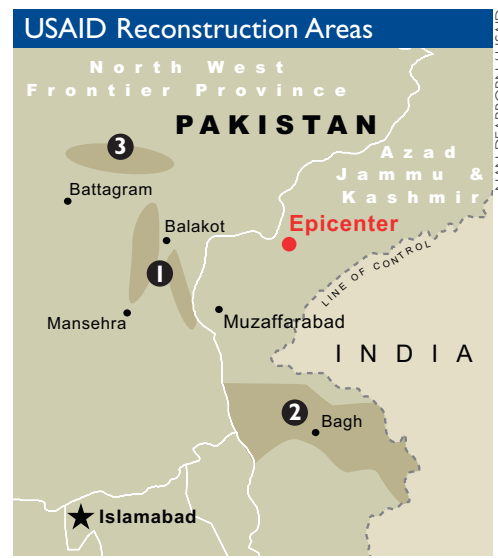 USAID Reconstruction Areas
North West
Frontier Province
PAKISTAN
3
Azad
Jammu &
Kashmir
Battagram
Balakot
Epicenter
1
LINE OF CONTROL
Mansehra
Muzaffarabad
INDIA
2
Bagh
Islamabad